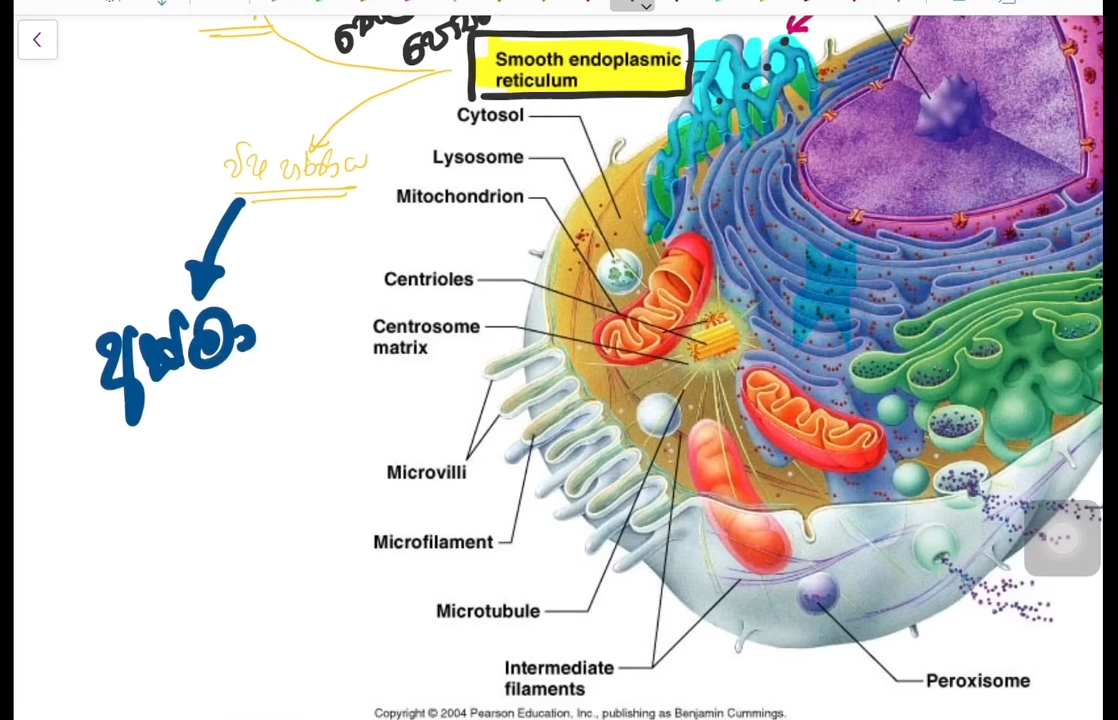 Smooth endoplasmic
reticulum
Cytosol
Lysosome
Mitochondrion
Centrioles
Centrosome
matrix
Microvilli
Microfilament
Microtubule
Intermediate
filaments
Peroxisome
Copyright © 2004 Pearson Education, Inc., publishing as Benjamin Cummings.